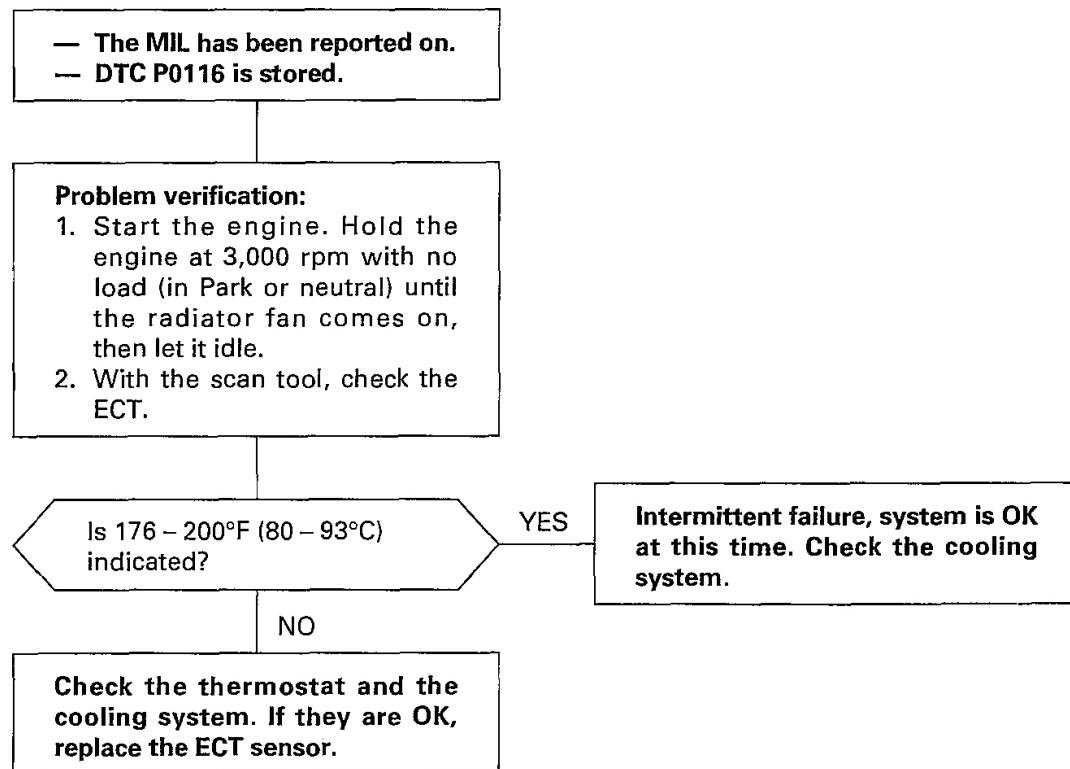 — The MIL has been reported on.
— DTC P0116 is stored.
Problem verification:
1. Start the engine. Hold the
engine at 3,000 rpm with no
load (in Park or neutral) until
the radiator fan comes on,
then let it idle.
2. With the scan tool, check the
ECT.
Is 176 – 200°F (80 – 93°C)
indicated?
YES
Intermittent failure, system is OK
at this time. Check the cooling
system.
NO
Check the thermostat and the
cooling system. If they are OK,
replace the ECT sensor.